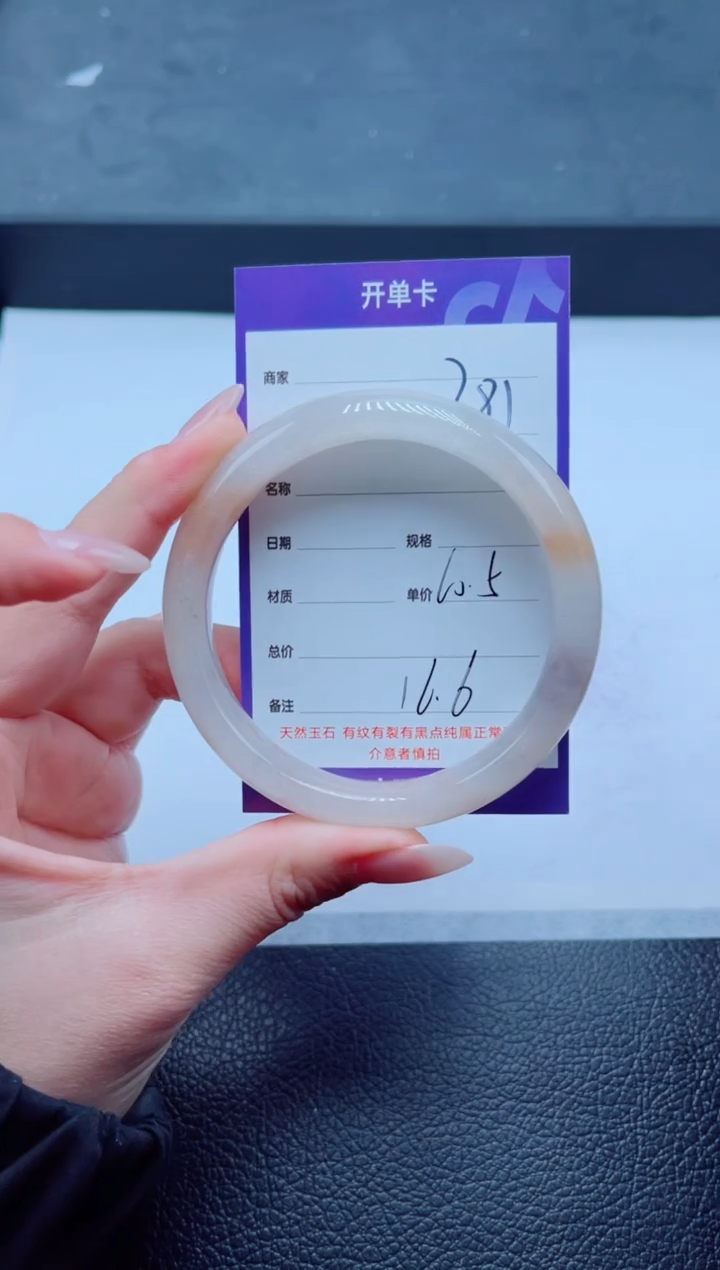 开单卡
商家 281
名称
日期 规格
材质 单价 60.5
总价
备注 16.6
天然玉石 有纹有裂有黑点纯属正常
介意者慎拍